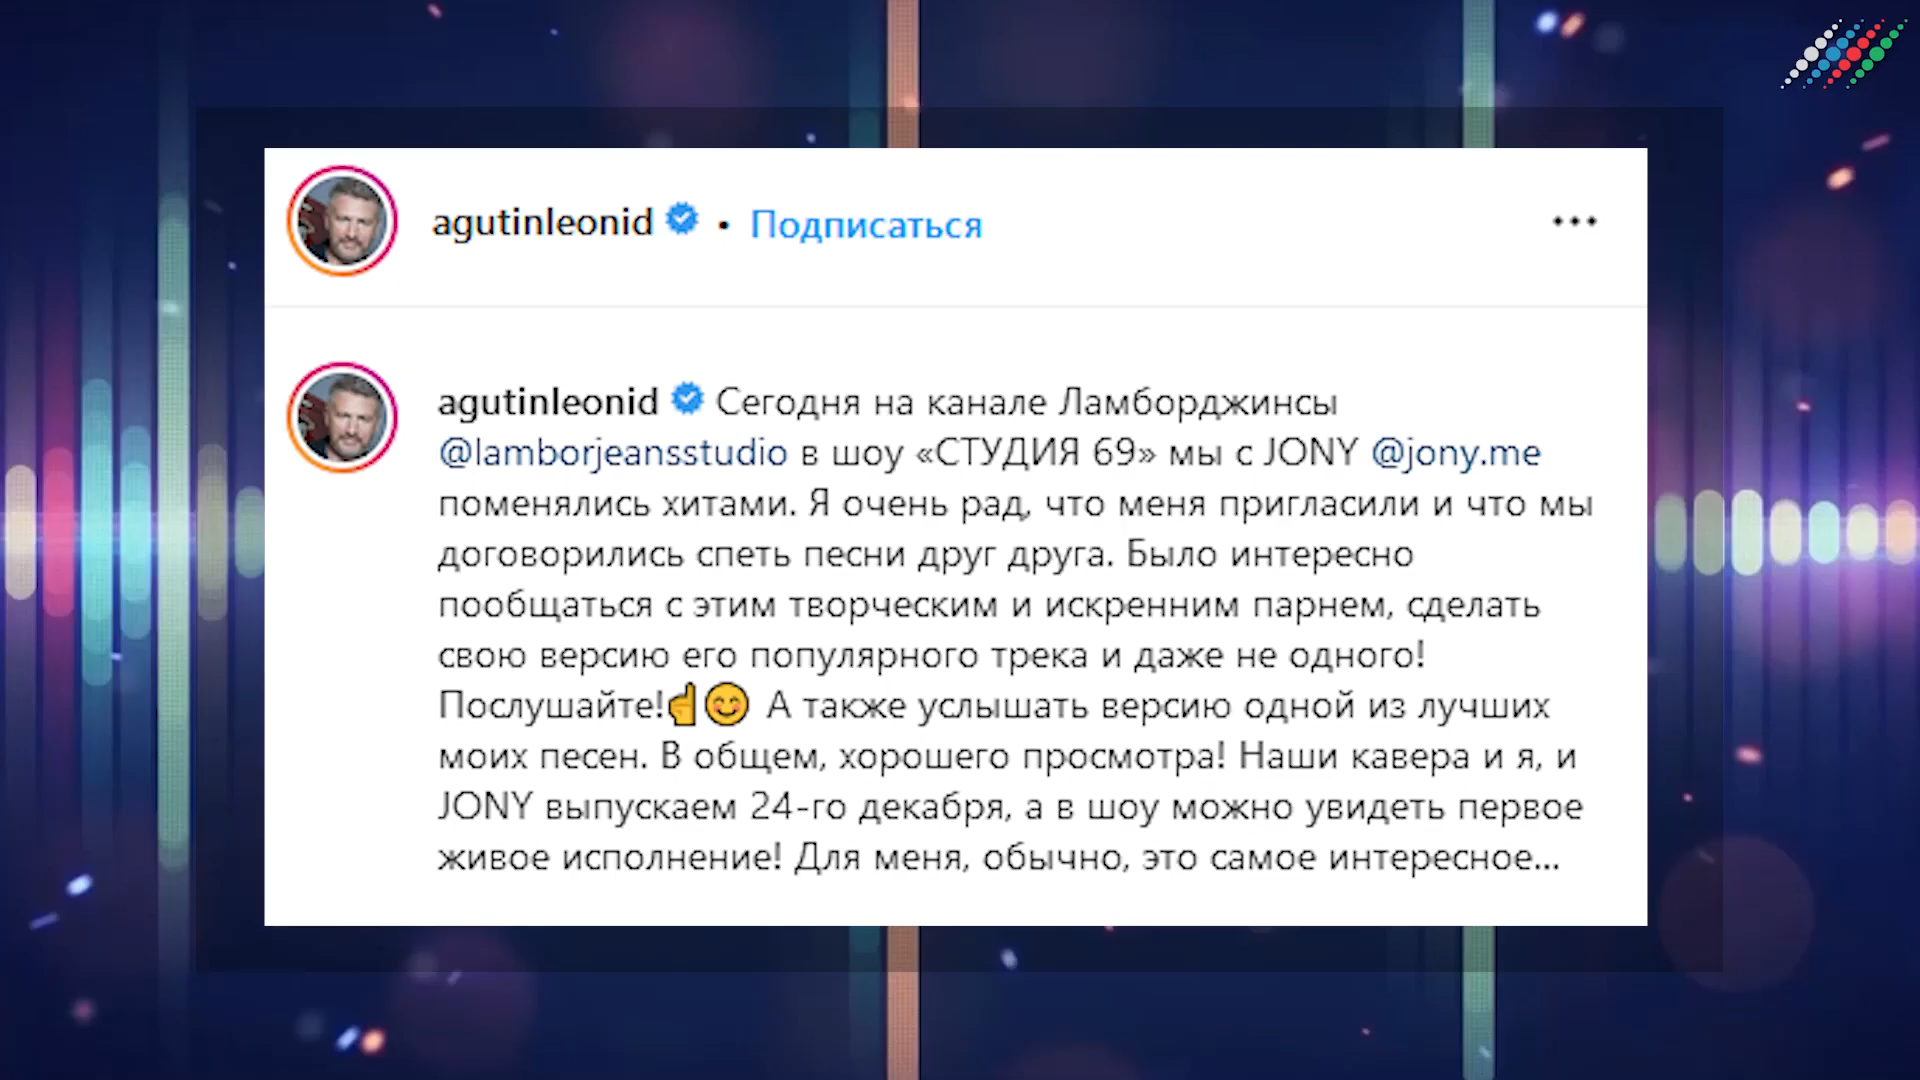 agutinleonid • Подписаться
agutinleonid Сегодня на канале Ламборджинсы
@lamborjeansstudio в шоу «СТУДИЯ 69» мы с JONY @jony.me
поменялись хитами. Я очень рад, что меня пригласили и что мы
договорились спеть песни друг друга. Было интересно
пообщаться с этим творческим и искренним парнем, сделать
свою версию его популярного трека и даже не одного!
Послушайте!☝😊 А также услышать версию одной из лучших
моих песен. В общем, хорошего просмотра! Наши кавера и я, и
JONY выпускаем 24-го декабря, а в шоу можно увидеть первое
живое исполнение! Для меня, обычно, это самое интересное...